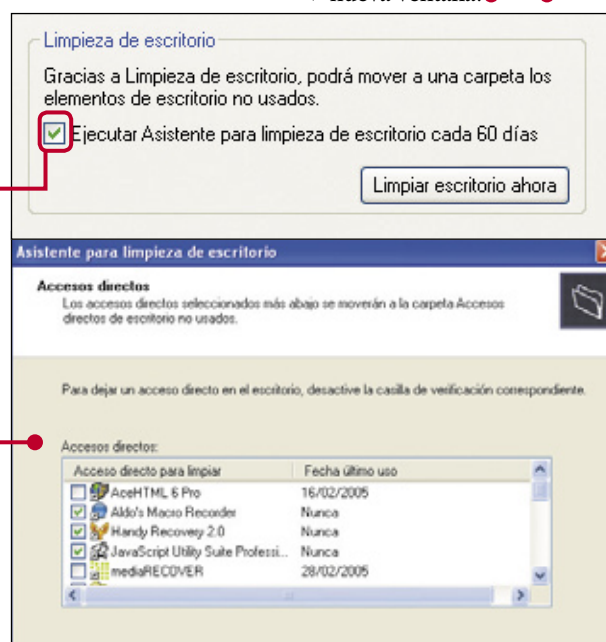 nueva ventana.
Limpieza de escritorio
Gracias a Limpieza de escritorio, podrá mover a una carpeta los
elementos de escritorio no usados.
Ejecutar Asistente para limpieza de escritorio cada 60 días
Limpiar escritorio ahora
Asistente para limpieza de escritorio
Accesos directos
Los accesos directos seleccionados más abajo se moverán a la carpeta Accesos
directos de escritorio no usados.
Para dejar un acceso directo en el escritorio, desactive la casilla de verificación correspondiente.
Accesos directos:
Acceso directo para limpiar Fecha último uso
AceHTML 6 Pro 16/02/2005
Aldo's Macro Recorder Nunca
Handy Recovery 2.0 Nunca
JavaScript Utility Suite Professi... Nunca
mediaRECOVER 28/02/2005